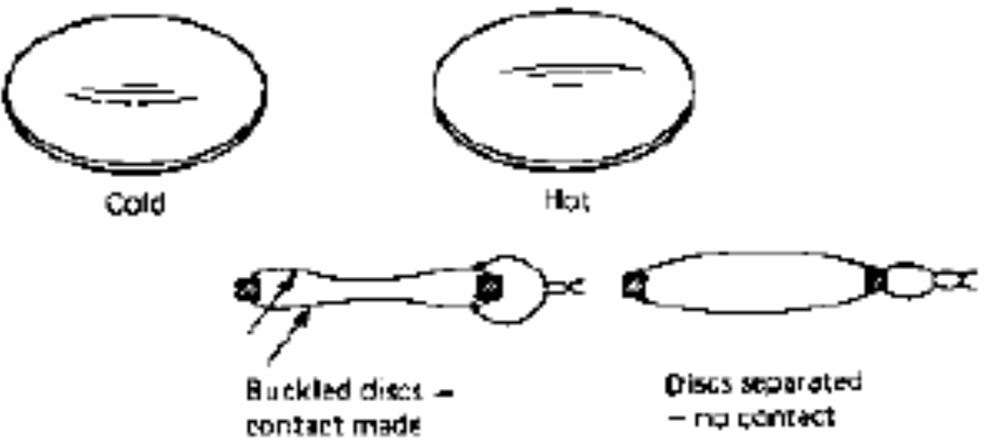 Cold
Hot
Buckled discs –
contact made
Discs separated
– no contact